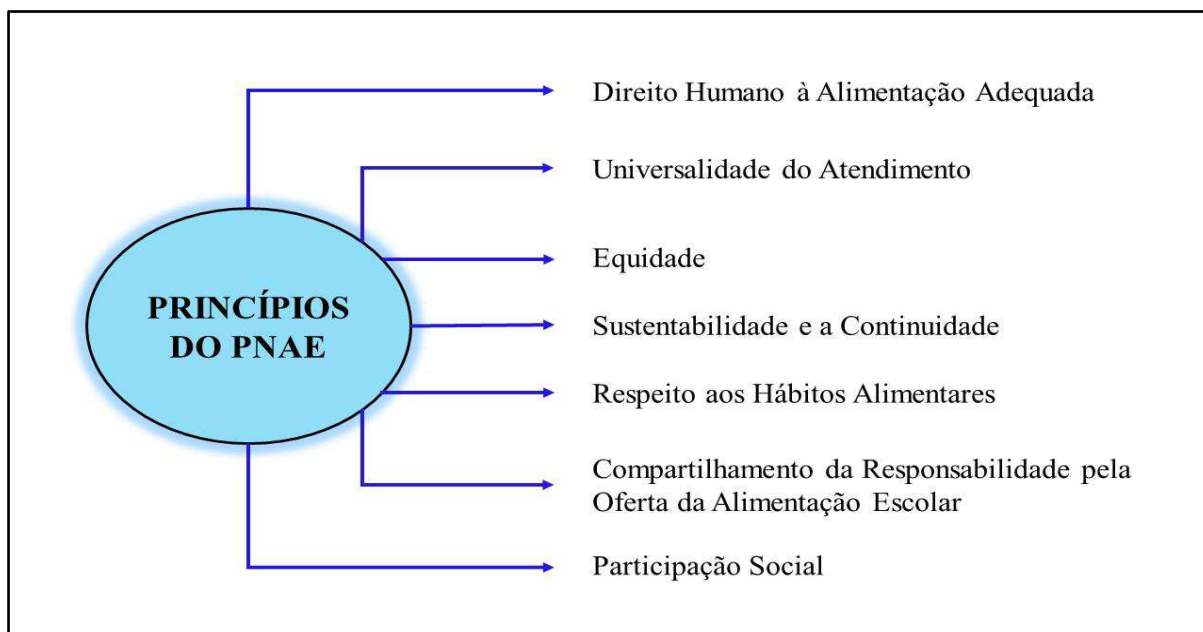 PRINCÍPIOS
DO PNAE
Direito Humano à Alimentação Adequada
Universalidade do Atendimento
Equidade
Sustentabilidade e a Continuidade
Respeito aos Hábitos Alimentares
Compartilhamento da Responsabilidade pela
Oferta da Alimentação Escolar
Participação Social